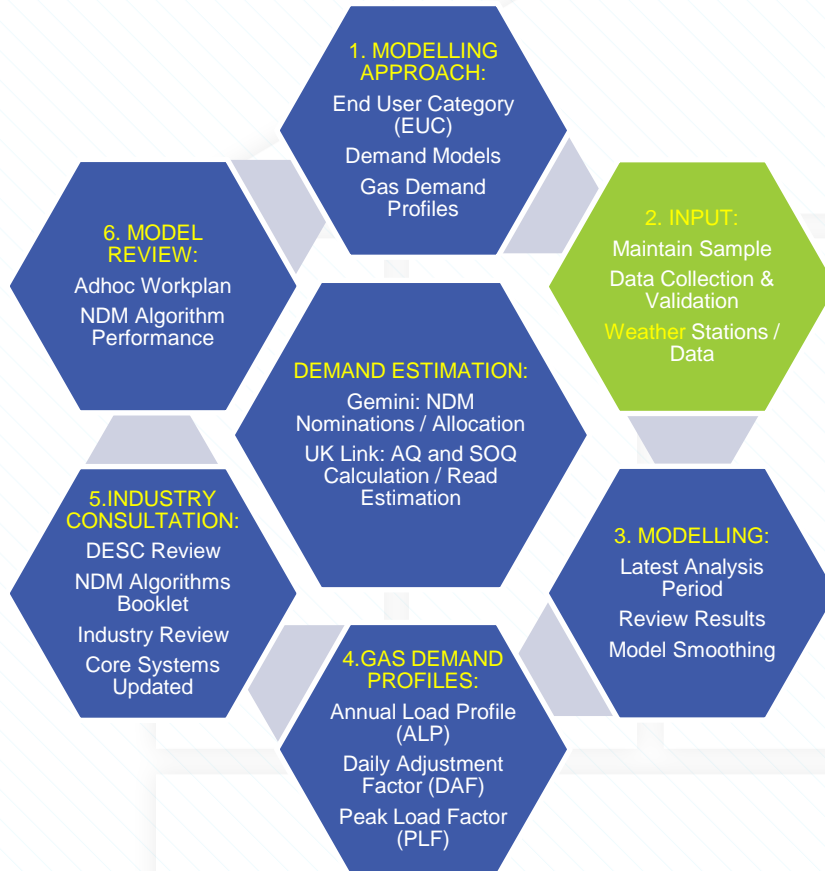 1. MODELLING
APPROACH:
End User Category
(EUC)
Demand Models
Gas Demand
Profiles
2. INPUT:
Maintain Sample
Data Collection &
Validation
Weather Stations /
Data
3. MODELLING:
Latest Analysis
Period
Review Results
Model Smoothing
4.GAS DEMAND
PROFILES:
Annual Load Profile
(ALP)
Daily Adjustment
Factor (DAF)
Peak Load Factor
(PLF)
5.INDUSTRY
CONSULTATION:
DESC Review
NDM Algorithms
Booklet
Industry Review
Core Systems
Updated
6. MODEL
REVIEW:
Adhoc Workplan
NDM Algorithm
Performance
DEMAND ESTIMATION:
Gemini: NDM
Nominations / Allocation
UK Link: AQ and SOQ
Calculation / Read
Estimation